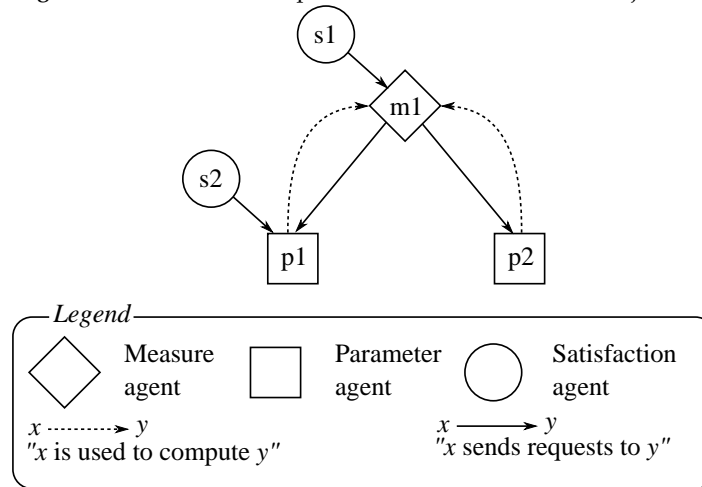 s1
m1
s2
p1
p2
Legend
Measure agent
Parameter agent
Satisfaction agent
x y
"x is used to compute y"
x y
"x sends requests to y"